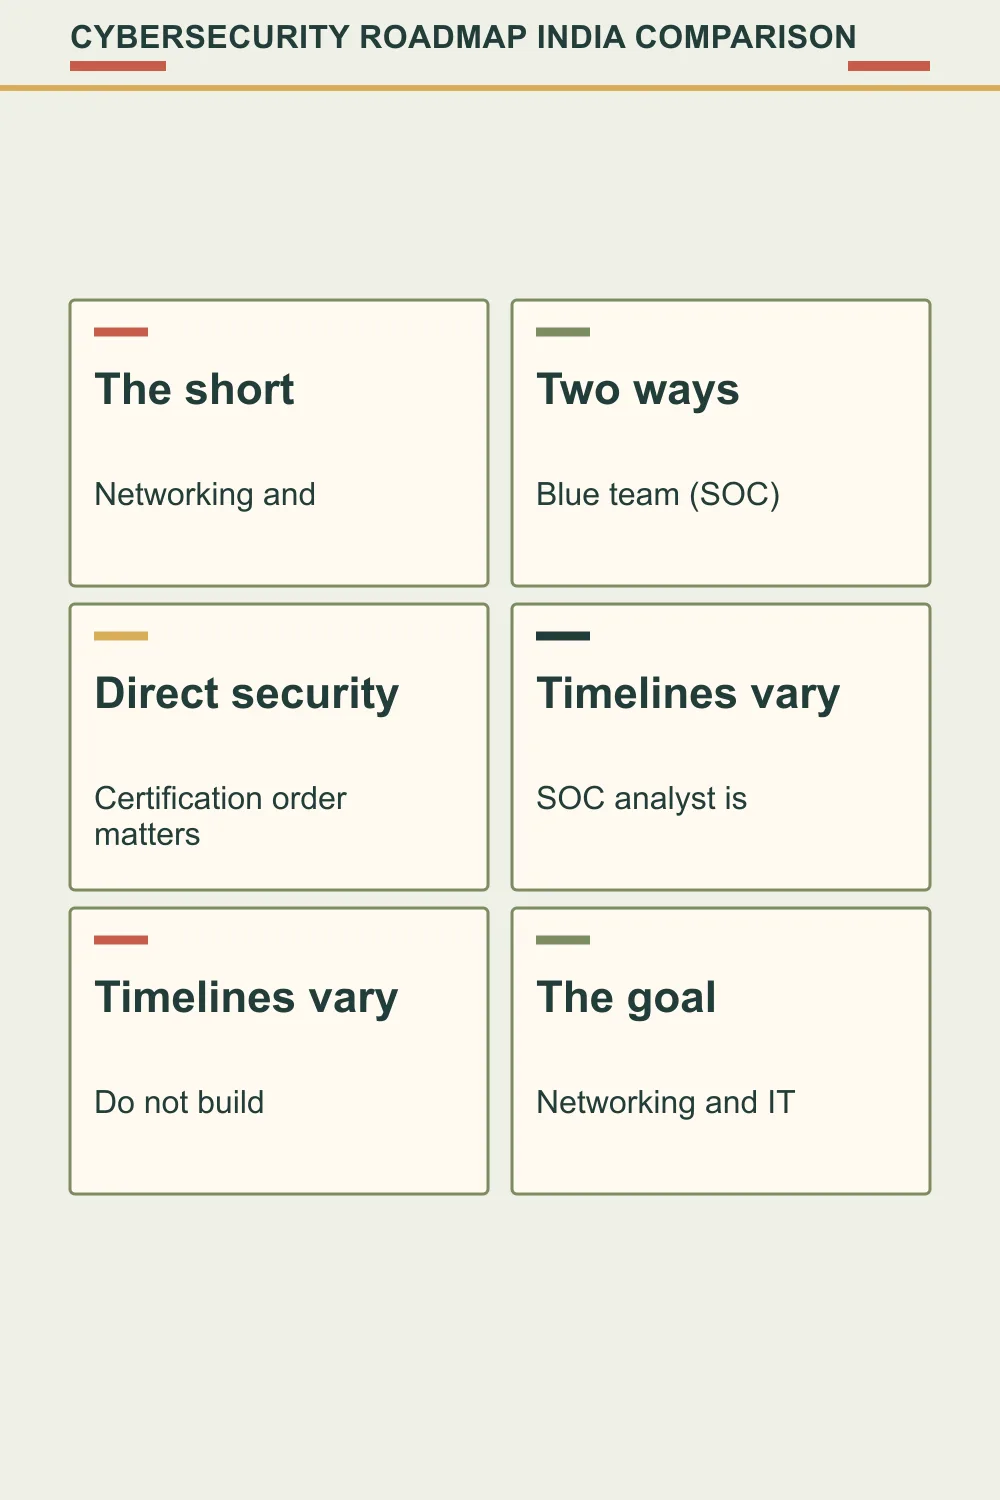 CYBERSECURITY ROADMAP INDIA COMPARISON
The short
Networking and
Two ways
Blue team (SOC)
Direct security
Certification order
matters
Timelines vary
SOC analyst is
Timelines vary
Do not build
The goal
Networking and IT